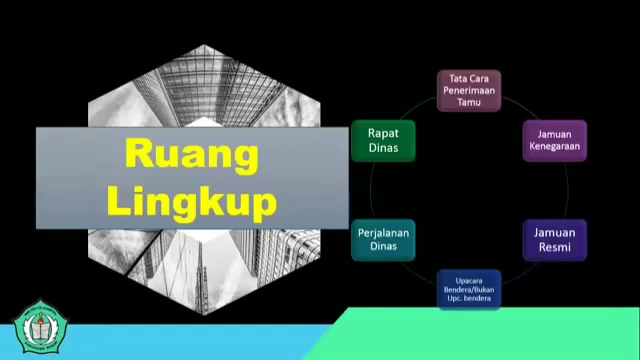 Ruang
Lingkup
Tata Cara
Penerimaan
Tamu
Jamuan
Kenegaraan
Jamuan
Resmi
Upacara
Bendera/Bukan
Upc. bendera
Perjalanan
Dinas
Rapat
Dinas